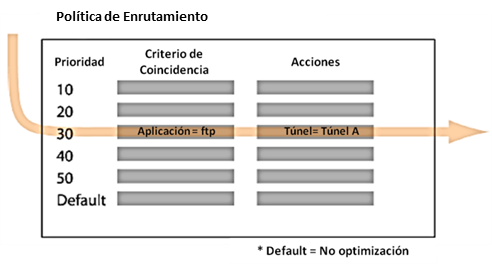 Política de Enrutamiento
Prioridad
Criterio de
Coincidencia
Acciones
10
20
30 Aplicación= ftp Túnel= Túnel A
40
50
Default
* Default = No optimización